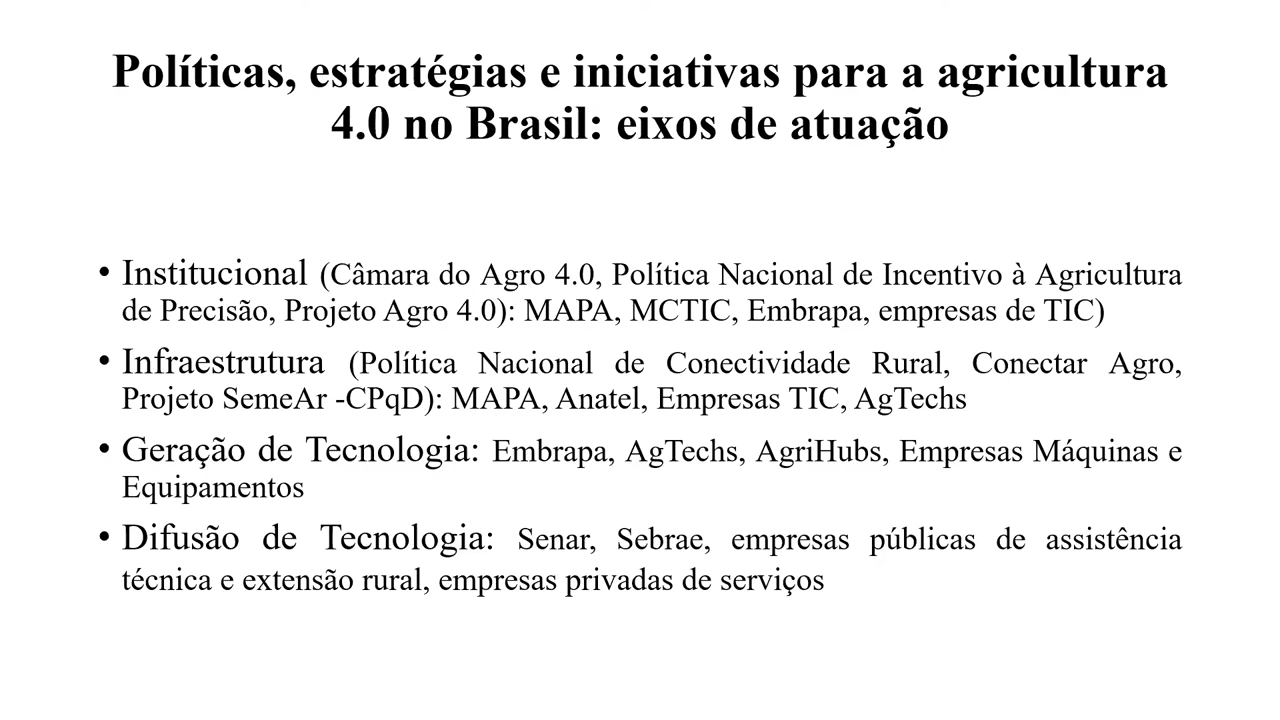 Políticas, estratégias e iniciativas para a agricultura
4.0 no Brasil: eixos de atuação
• Institucional (Câmara do Agro 4.0, Política Nacional de Incentivo à Agricultura
de Precisão, Projeto Agro 4.0): MAPA, MCTIC, Embrapa, empresas de TIC)
• Infraestrutura (Política Nacional de Conectividade Rural, Conectar Agro,
Projeto SemeAr -CPqD): MAPA, Anatel, Empresas TIC, AgTechs
• Geração de Tecnologia: Embrapa, AgTechs, AgriHubs, Empresas Máquinas e
Equipamentos
• Difusão de Tecnologia: Senar, Sebrae, empresas públicas de assistência
técnica e extensão rural, empresas privadas de serviços